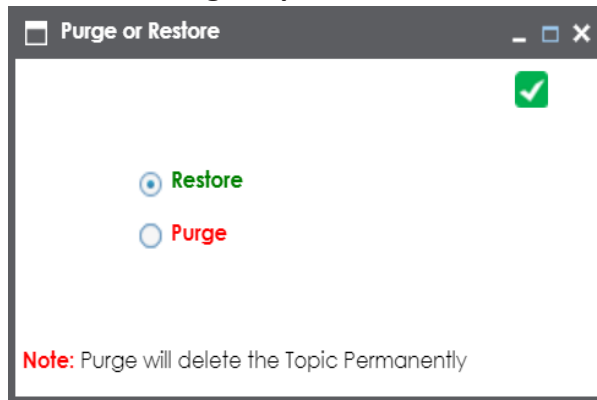 Purge or Restore
Restore
Purge
Note: Purge will delete the Topic Permanently